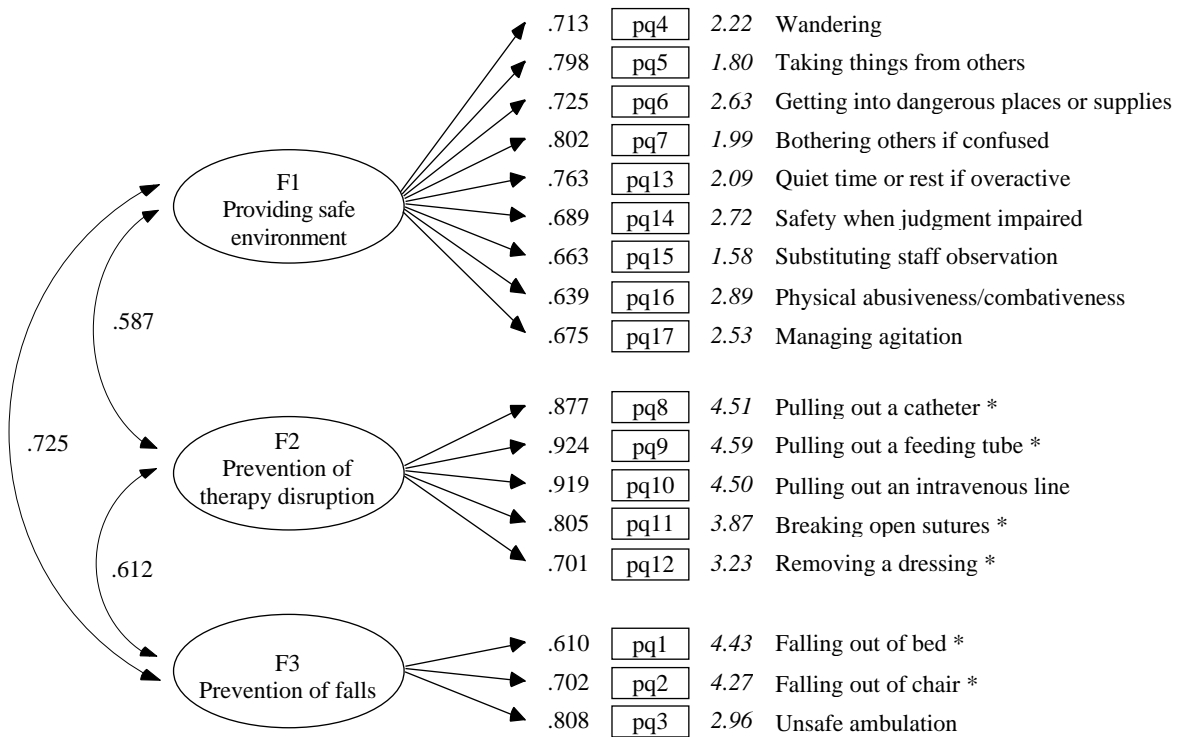 .713 pq4 2.22 Wandering
.798 pq5 1.80 Taking things from others
.725 pq6 2.63 Getting into dangerous places or supplies
.802 pq7 1.99 Bothering others if confused
F1
Providing safe
environment
.763 pq13 2.09 Quiet time or rest if overactive
.689 pq14 2.72 Safety when judgment impaired
.663 pq15 1.58 Substituting staff observation
.639 pq16 2.89 Physical abusiveness/combativeness
.675 pq17 2.53 Managing agitation
.587
.725
F2
Prevention of
therapy disruption
.877 pq8 4.51 Pulling out a catheter *
.924 pq9 4.59 Pulling out a feeding tube *
.919 pq10 4.50 Pulling out an intravenous line
.805 pq11 3.87 Breaking open sutures *
.701 pq12 3.23 Removing a dressing *
.612
F3
Prevention of falls
.610 pq1 4.43 Falling out of bed *
.702 pq2 4.27 Falling out of chair *
.808 pq3 2.96 Unsafe ambulation